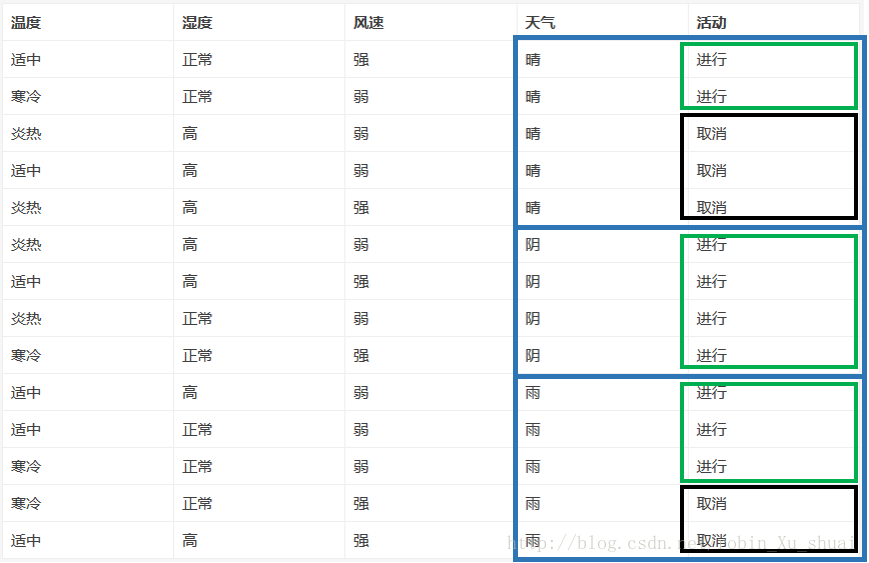 温度 湿度 风速 天气 活动
适中 正常 强 晴 进行
寒冷 正常 弱 晴 进行
炎热 高 弱 晴 取消
适中 高 弱 晴 取消
炎热 高 强 晴 取消
炎热 高 弱 阴 进行
适中 高 强 阴 进行
炎热 正常 弱 阴 进行
寒冷 正常 强 阴 进行
适中 高 弱 雨 进行
适中 正常 弱 雨 进行
寒冷 正常 弱 雨 进行
寒冷 正常 强 雨 取消
适中 高 强 雨 取消